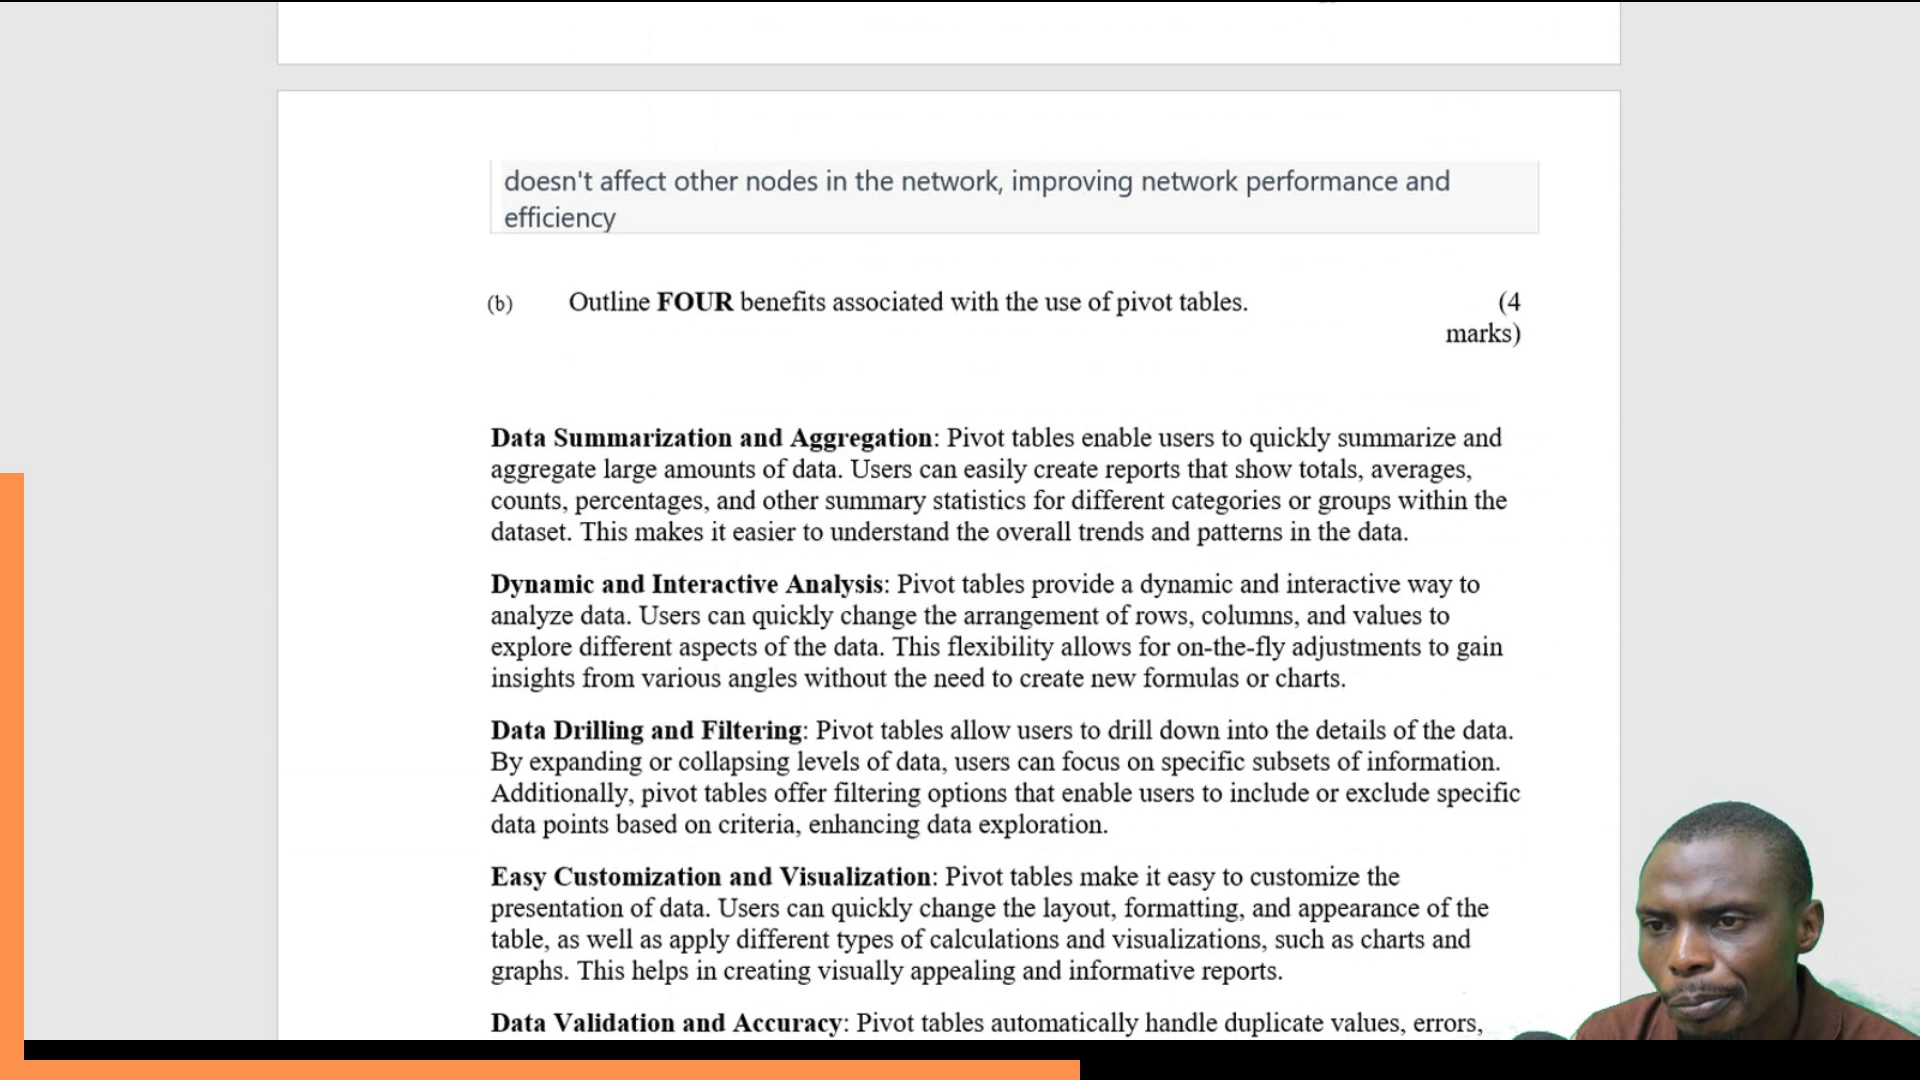 doesn't affect other nodes in the network, improving network performance and
efficiency
(b) Outline FOUR benefits associated with the use of pivot tables. (4
marks)
Data Summarization and Aggregation: Pivot tables enable users to quickly summarize and
aggregate large amounts of data. Users can easily create reports that show totals, averages,
counts, percentages, and other summary statistics for different categories or groups within the
dataset. This makes it easier to understand the overall trends and patterns in the data.
Dynamic and Interactive Analysis: Pivot tables provide a dynamic and interactive way to
analyze data. Users can quickly change the arrangement of rows, columns, and values to
explore different aspects of the data. This flexibility allows for on-the-fly adjustments to gain
insights from various angles without the need to create new formulas or charts.
Data Drilling and Filtering: Pivot tables allow users to drill down into the details of the data.
By expanding or collapsing levels of data, users can focus on specific subsets of information.
Additionally, pivot tables offer filtering options that enable users to include or exclude specific
data points based on criteria, enhancing data exploration.
Easy Customization and Visualization: Pivot tables make it easy to customize the
presentation of data. Users can quickly change the layout, formatting, and appearance of the
table, as well as apply different types of calculations and visualizations, such as charts and
graphs. This helps in creating visually appealing and informative reports.
Data Validation and Accuracy: Pivot tables automatically handle duplicate values, errors,